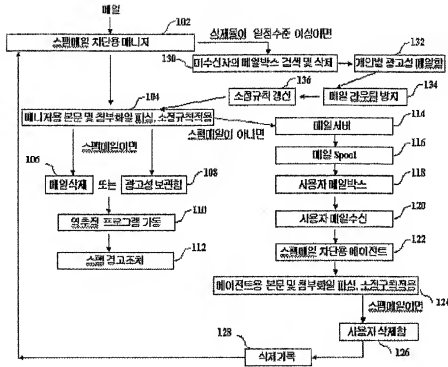 메일
102
스팸메일 차단용 매니저
삭제율이 일정수준 이상이면
130
미수신자의 메일박스 검색 및 삭제
132
개인별 광고성 메일함
134
메일 검문됨 방지
136
소정규칙 갱신
104
매니저용 본문 및 첨부화일 파싱, 소정규칙적용
스팸메일이 아니면
스팸메일이면
106
메일삭제
또는
광고성 보관함
108
역추적 프로그램 가동
110
스팸 경고조치
112
메일서버
114
메일 Spool
116
사용자 메일박스
118
사용자 메일수신
120
스팸메일 차단용 에이전트
122
에이전트용 본문 및 첨부화일 파싱, 소정규칙적용
124
스팸메일이면
사용자 삭제함
126
128
삭제기록